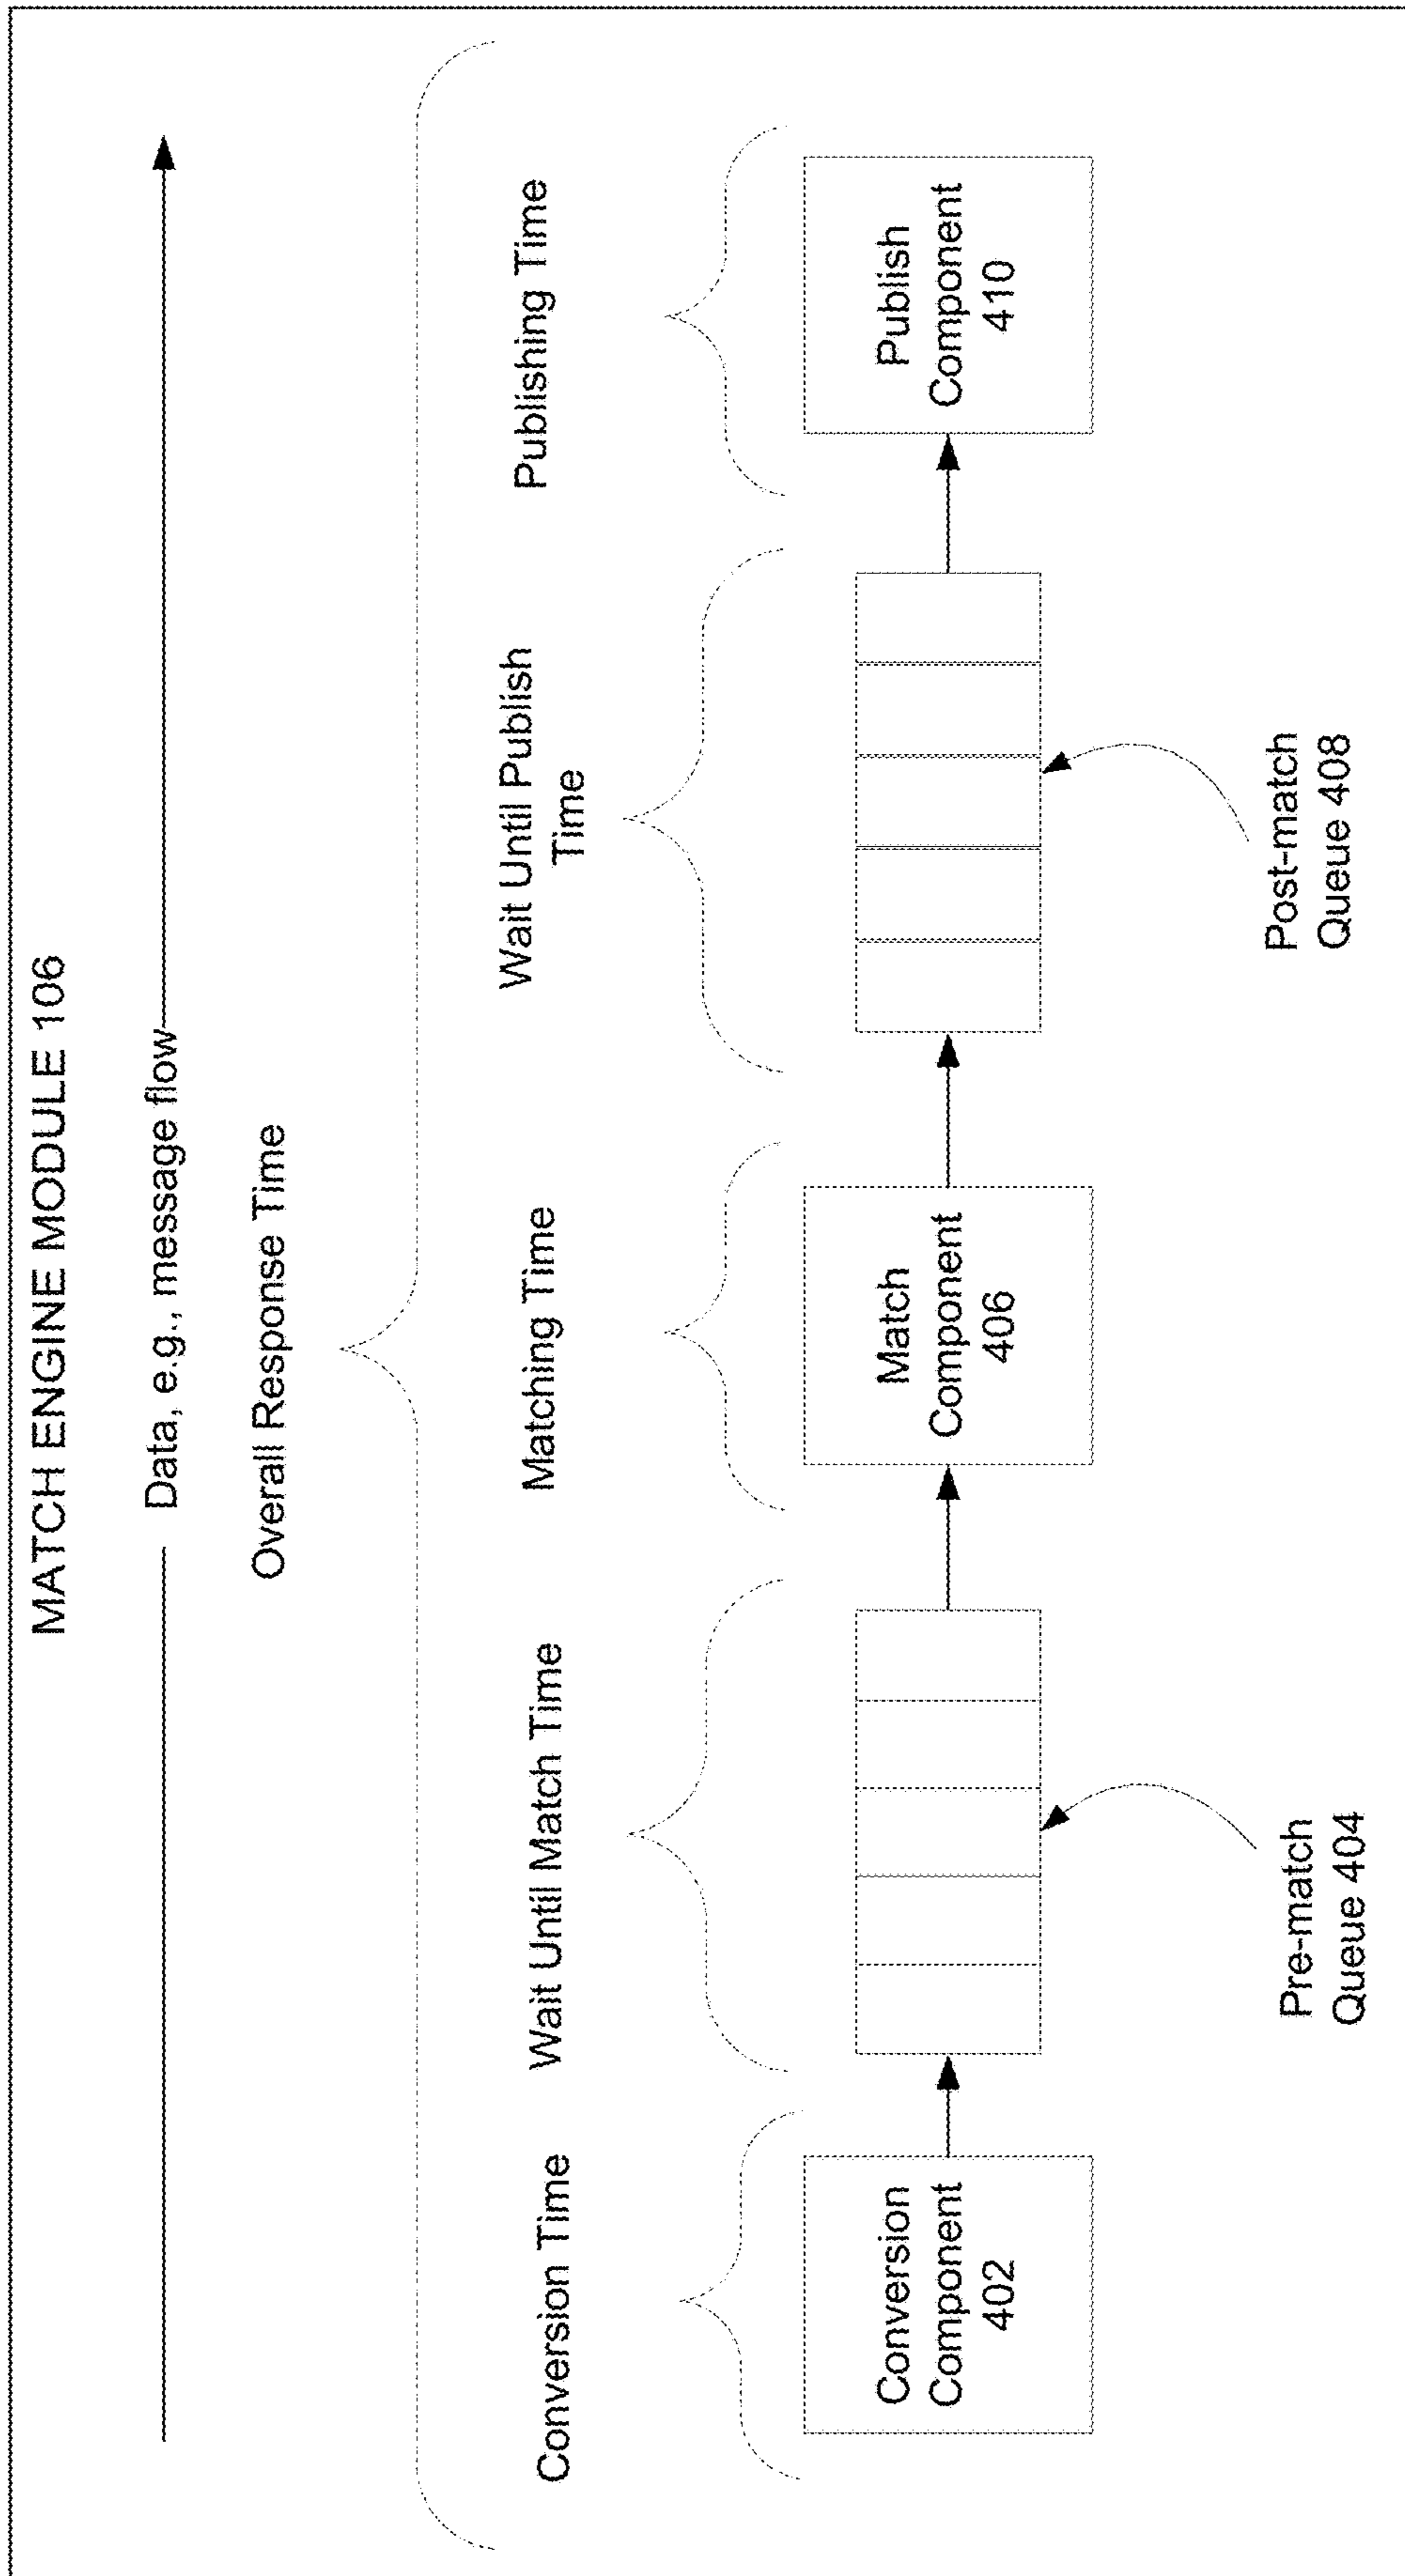 MATCH ENGINE MODULE 106
Data, e.g., message flow
Overall Response Time
Conversion Time
Wait Until Match Time
Matching Time
Wait Until Publish
Time
Publishing Time
Conversion
Component
402
Match
Component
406
Publish
Component
410
Pre-match
Queue 404
Post-match
Queue 408